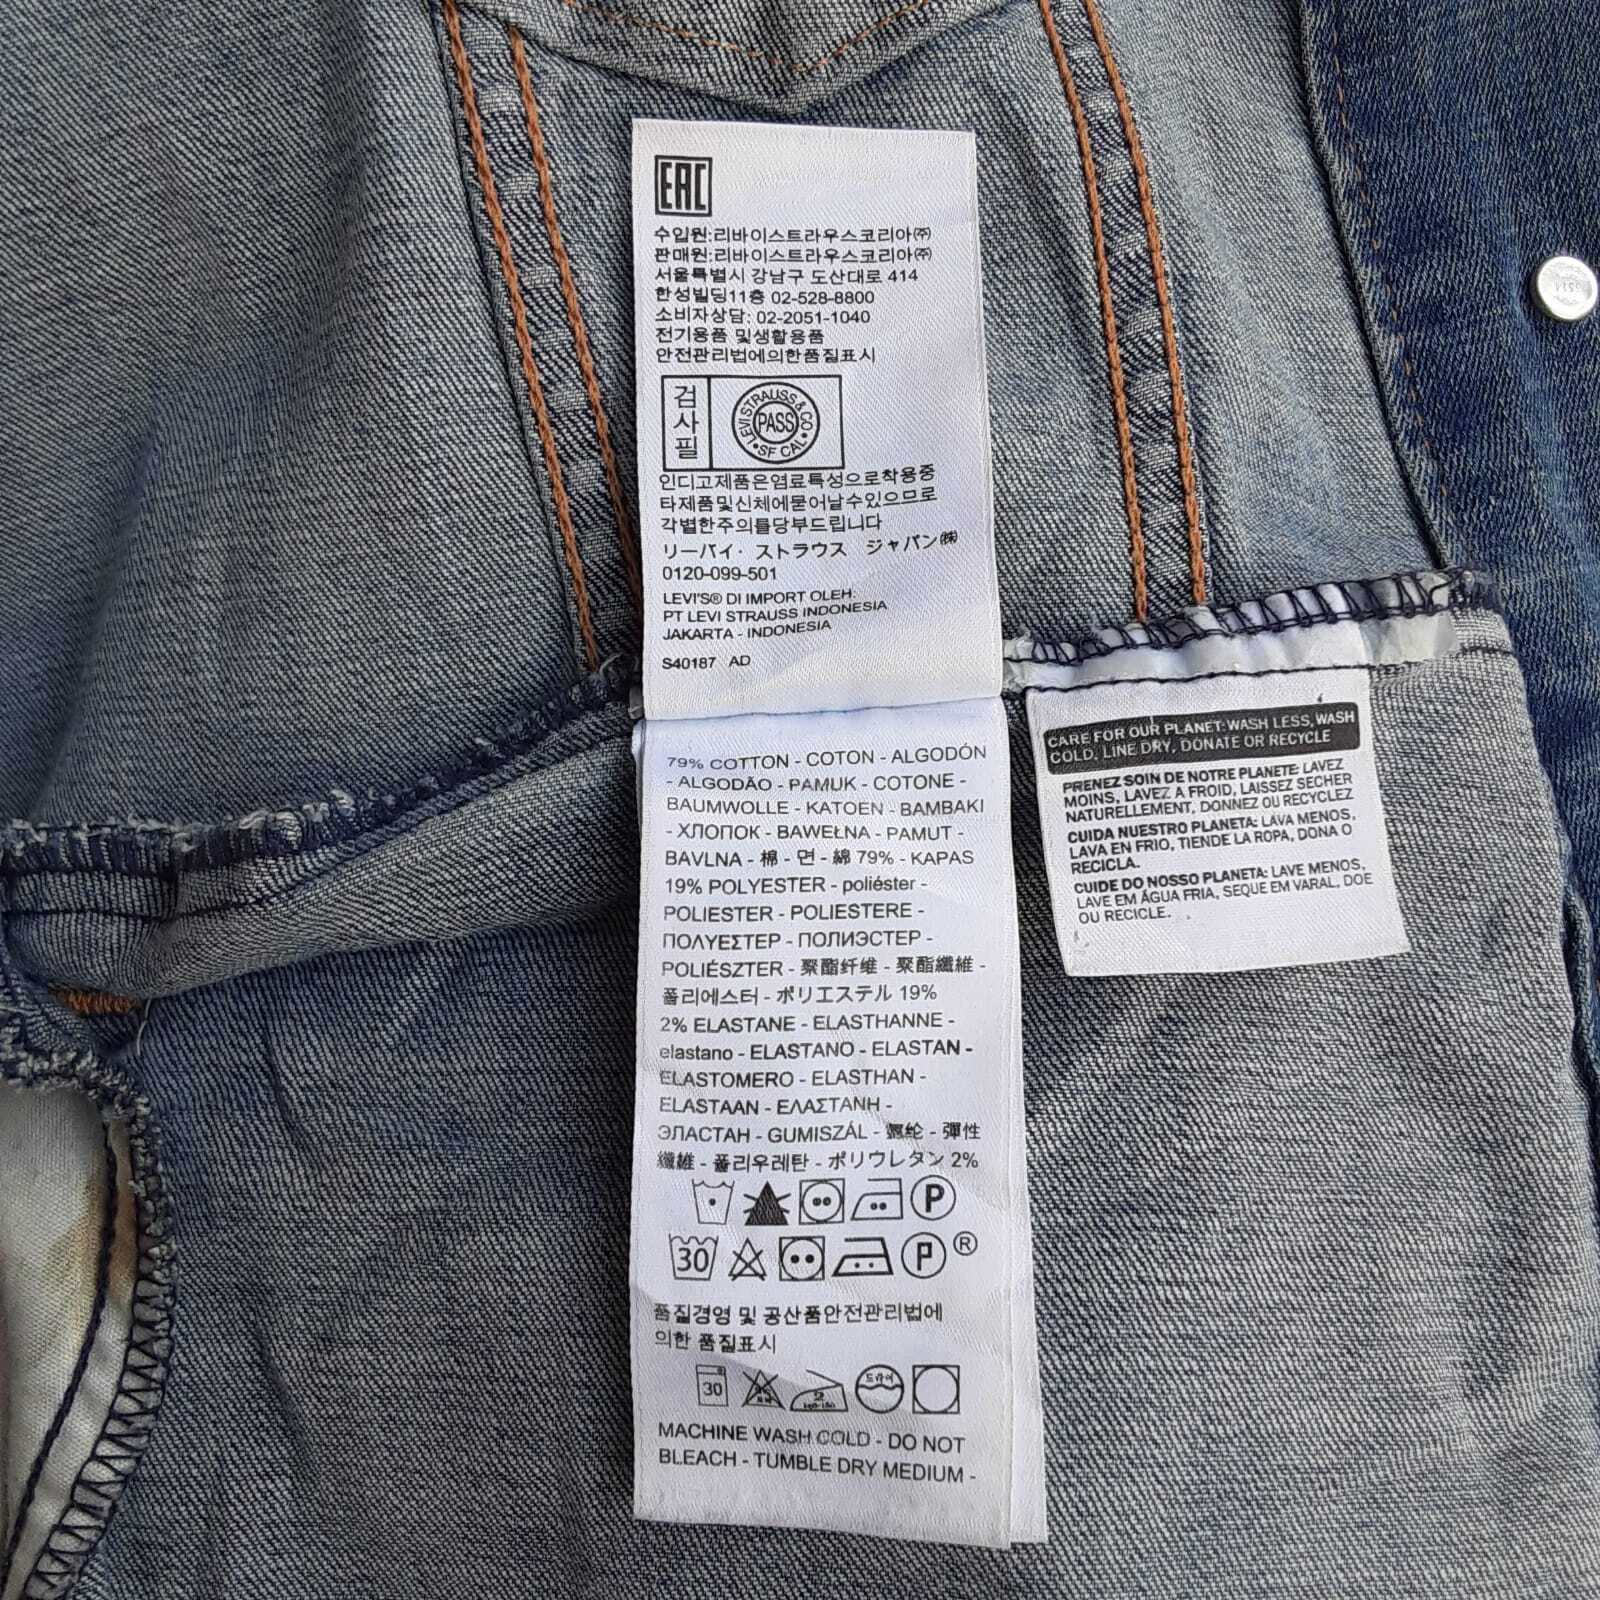 EAC
수입원:리바이스트라우스코리아㈜
판매원:리바이스트라우스코리아㈜
서울특별시 강남구 도산대로 414
한성빌딩11층 02-528-8800
소비자상담: 02-2051-1040
전기용품 및생활용품
안전관리법에의한품질표시
검사필
LEVI STRAUSS & CO
PASS
SF CAL
인디고제품은염료특성으로착용중
타제품및신체에묻어날수있으므로
각별한주의를당부드립니다
リーバイ・ストラウス ジャパン㈱
0120-099-501
LEVI'S® DI IMPORT OLEH:
PT LEVI STRAUSS INDONESIA
JAKARTA - INDONESIA
S40187 AD
79% COTTON - COTON - ALGODÓN
- ALGODÃO - PAMUK - COTONE -
BAUMWOLLE - KATOEN - BAMBAKI
- ХЛОПОК - BAWEŁNA - PAMUT -
BAVLNA - 棉 - 면 - 綿 79% - KAPAS
19% POLYESTER - poliéster -
POLIESTER - POLIESTERE -
ΠΟΛΥΕΣΤΕΡ - ПОЛИЭСТЕР -
POLIÉSZTER - 聚酯纤维 - 聚酯纖維 -
폴리에스터 - ポリエステル 19%
2% ELASTANE - ELASTHANNE -
elastano - ELASTANO - ELASTAN -
ELASTOMERO - ELASTHAN -
ELASTAAN - ΕΛΑΣΤΑΝΗ -
ЭЛАСТАН - GUMISZÁL - 氨纶 - 彈性
纖維 - 폴리우레탄 - ポリウレタン 2%
P
30 P ®
품질경영 및 공산품안전관리법에
의한 품질표시
30 2 드라이
MACHINE WASH COLD - DO NOT
BLEACH - TUMBLE DRY MEDIUM -
CARE FOR OUR PLANET: WASH LESS, WASH
COLD, LINE DRY, DONATE OR RECYCLE
PRENEZ SOIN DE NOTRE PLANETE: LAVEZ
MOINS, LAVEZ A FROID, LAISSEZ SECHER
NATURELLEMENT, DONNEZ OU RECYCLEZ
CUIDA NUESTRO PLANETA: LAVA MENOS,
LAVA EN FRIO, TIENDE LA ROPA, DONA O
RECICLA.
CUIDE DO NOSSO PLANETA: LAVE MENOS,
LAVE EM ÁGUA FRIA, SEQUE EM VARAL, DOE
OU RECICLE.